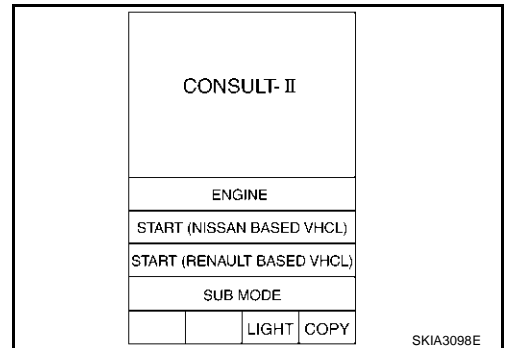 CONSULT-II
ENGINE
START (NISSAN BASED VHCL)
START (RENAULT BASED VHCL)
SUB MODE
LIGHT COPY
SKIA3098E